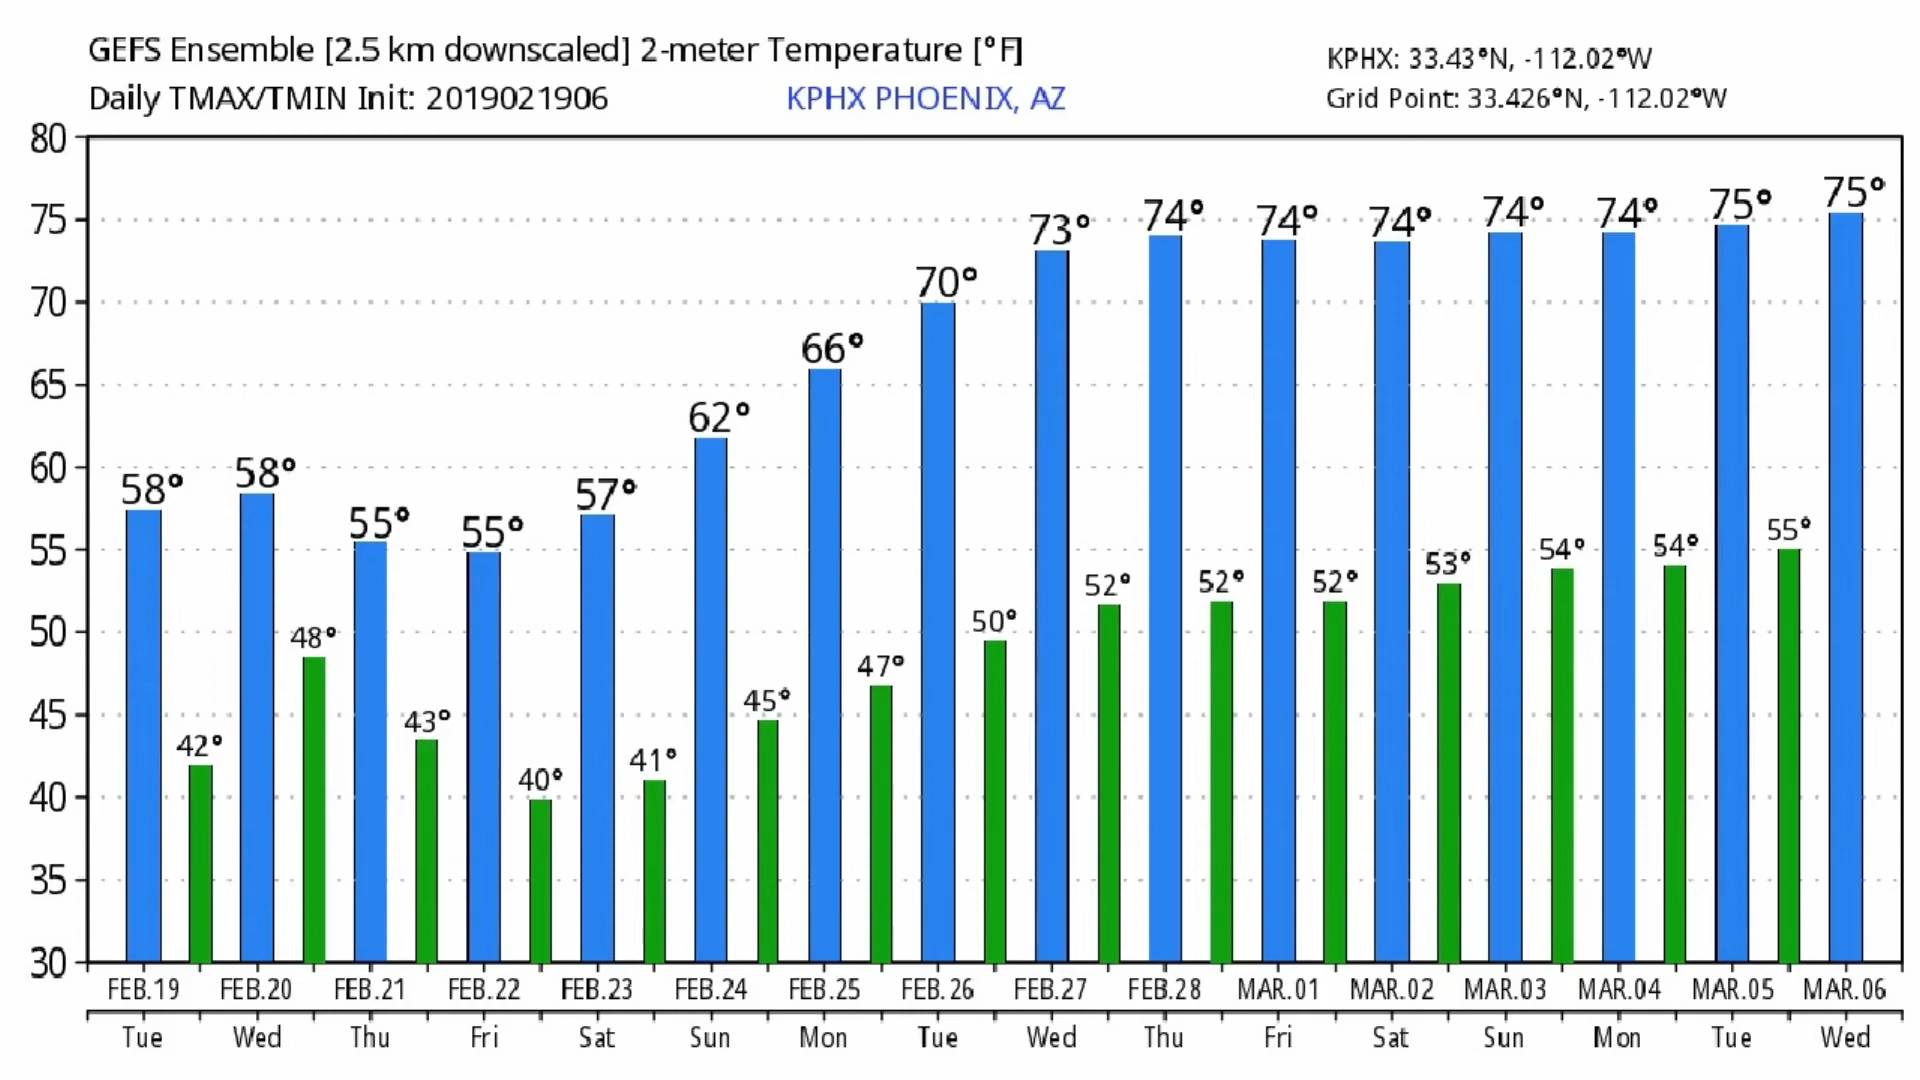 GEFS Ensemble [2.5 km downscaled] 2-meter Temperature [°F]
KPHX: 33.43°N, -112.02°W
Daily TMAX/TMIN Init: 2019021906
KPHX PHOENIX, AZ
Grid Point: 33.426°N, -112.02°W
80
75
70
65
60
55
50
45
40
35
30
58° 58° 55° 55° 57° 62° 66° 70° 73° 74° 74° 74° 74° 74° 75° 75°
42° 48° 43° 40° 41° 45° 47° 50° 52° 52° 52° 53° 54° 54° 55°
FEB.19 FEB.20 FEB.21 FEB.22 FEB.23 FEB.24 FEB.25 FEB.26 FEB.27 FEB.28 MAR.01 MAR.02 MAR.03 MAR.04 MAR.05 MAR.06
Tue Wed Thu Fri Sat Sun Mon Tue Wed Thu Fri Sat Sun Mon Tue Wed